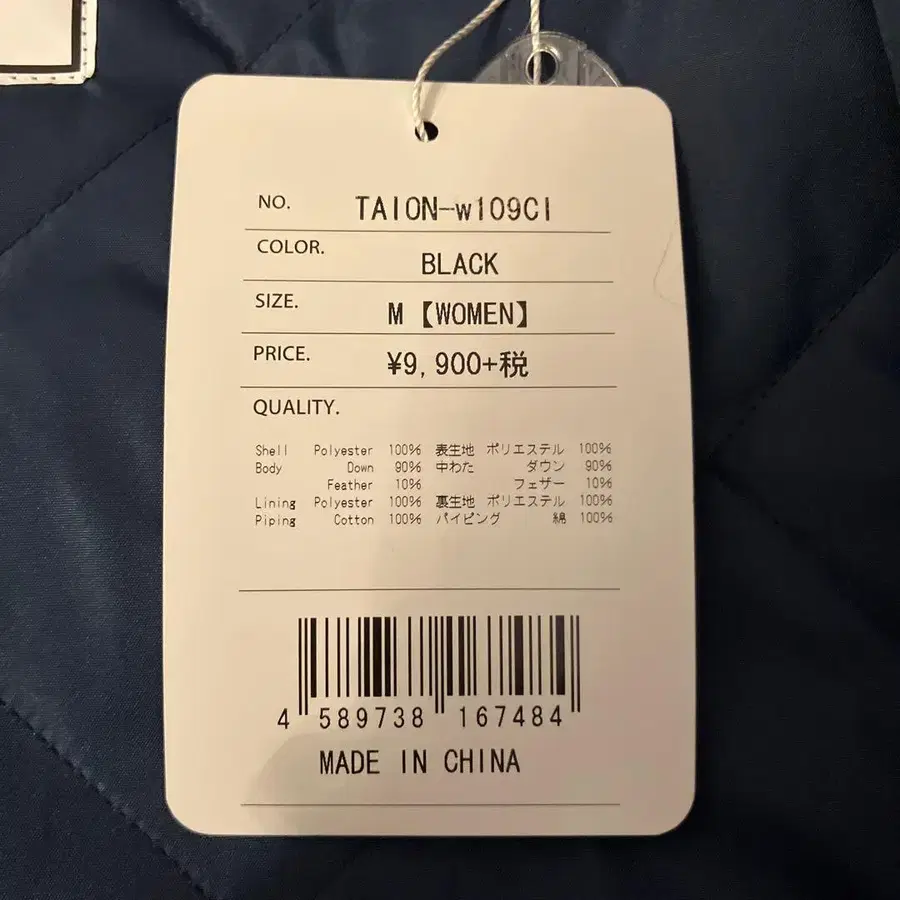 NO. TAION-w109CI
COLOR. BLACK
SIZE. M【WOMEN】
PRICE. ¥9,900+税
QUALITY.
Shell Polyester 100% 表生地 ポリエステル 100%
Body Down 90% 中わた ダウン 90%
Feather 10% フェザー 10%
Lining Polyester 100% 裏生地 ポリエステル 100%
Piping Cotton 100% パイピング 綿 100%
4 589738 167484
MADE IN CHINA